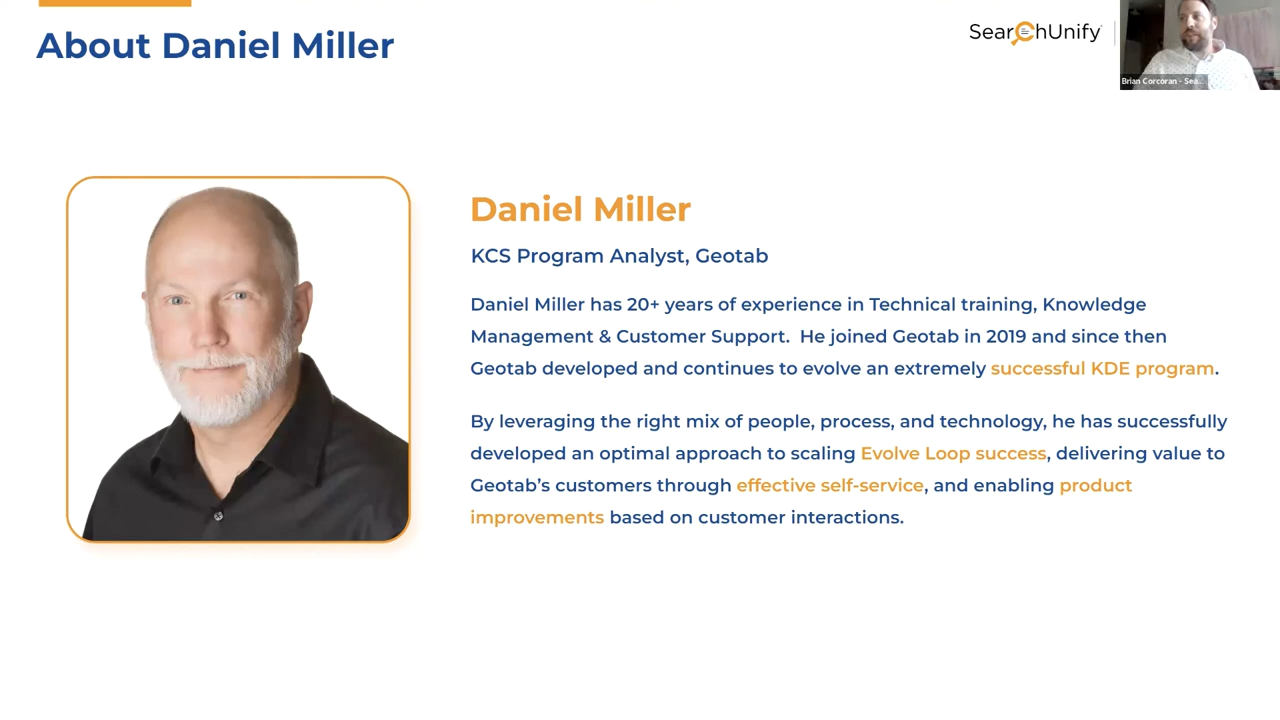 About Daniel Miller
SearchUnify
Brian Corcoran - Sea...
Daniel Miller
KCS Program Analyst, Geotab
Daniel Miller has 20+ years of experience in Technical training, Knowledge
Management & Customer Support.  He joined Geotab in 2019 and since then
Geotab developed and continues to evolve an extremely successful KDE program.
By leveraging the right mix of people, process, and technology, he has successfully
developed an optimal approach to scaling Evolve Loop success, delivering value to
Geotab’s customers through effective self-service, and enabling product
improvements based on customer interactions.